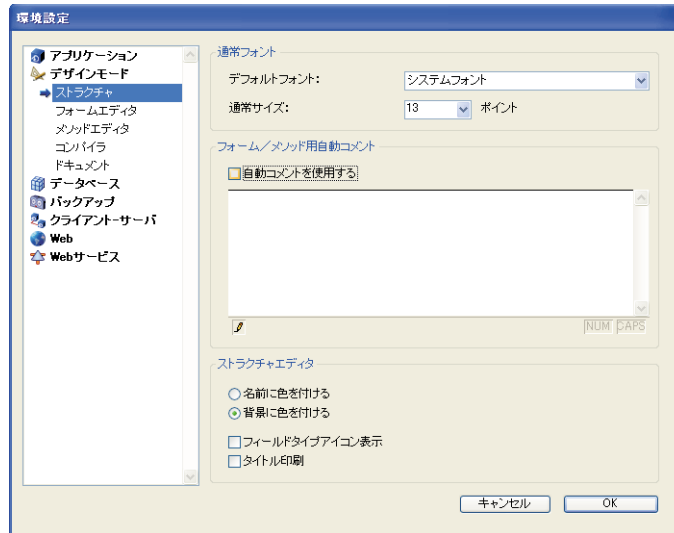 環境設定
アプリケーション
デザインモード
ストラクチャ
フォームエディタ
メソッドエディタ
コンパイラ
ドキュメント
データベース
バックアップ
クライアント-サーバ
Web
Webサービス
通常フォント
デフォルトフォント: システムフォント
通常サイズ: 13 ポイント
フォーム/メソッド用自動コメント
自動コメントを使用する
NUM CAPS
ストラクチャエディタ
名前に色を付ける
背景に色を付ける
フィールドタイプアイコン表示
タイトル印刷
キャンセル OK